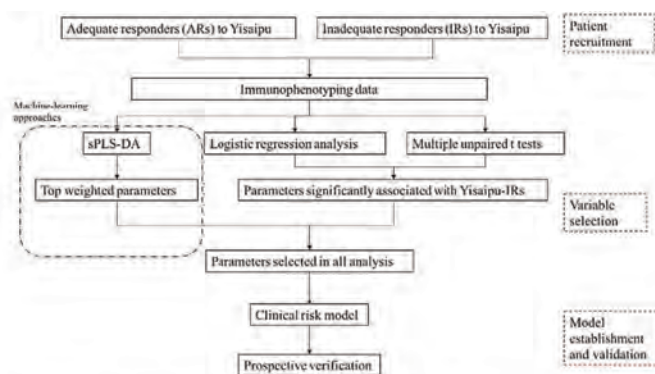 Adequate responders (ARs) to Yisaipu
Inadequate responders (IRs) to Yisaipu
Patient
recruitment
Immunophenotyping data
Machine-learning
approaches
sPLS-DA
Logistic regression analysis
Multiple unpaired t tests
Top weighted parameters
Parameters significantly associated with Yisaipu-IRs
Variable
selection
Parameters selected in all analysis
Clinical risk model
Model
establishment
and validation
Prospective verification